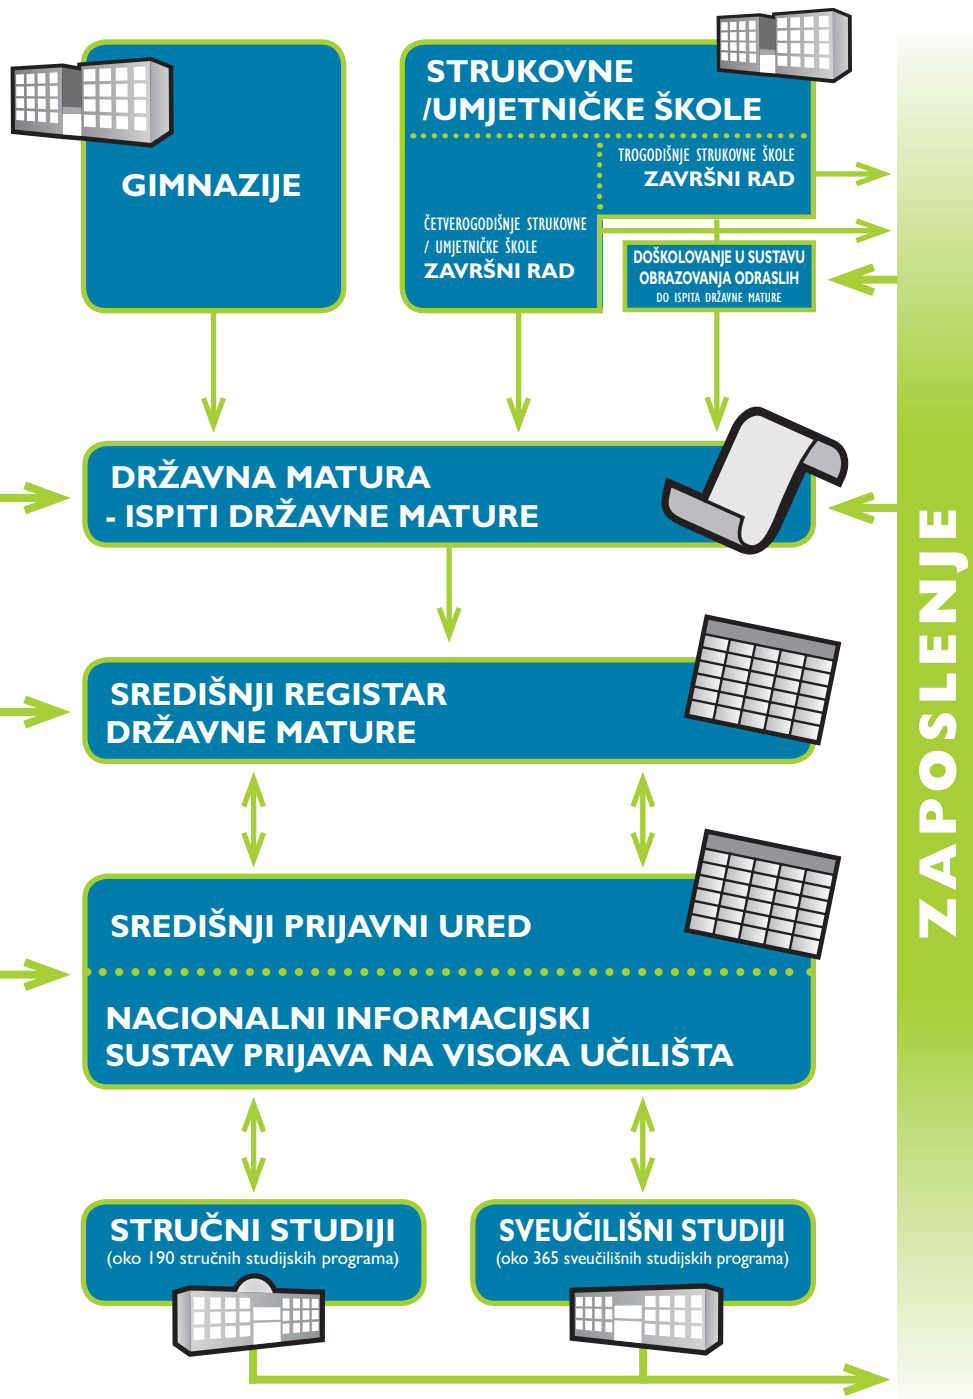 GIMNAZIJE
STRUKOVNE
/UMJETNIČKE ŠKOLE
TROGODIŠNJE STRUKOVNE ŠKOLE
ZAVRŠNI RAD
ČETVEROGODIŠNJE STRUKOVNE
/ UMJETNIČKE ŠKOLE
ZAVRŠNI RAD
DOŠKOLOVANJE U SUSTAVU
OBRAZOVANJA ODRASLIH
DO ISPITA DRŽAVNE MATURE
DRŽAVNA MATURA
- ISPITI DRŽAVNE MATURE
SREDIŠNJI REGISTAR
DRŽAVNE MATURE
SREDIŠNJI PRIJAVNI URED
NACIONALNI INFORMACIJSKI
SUSTAV PRIJAVA NA VISOKA UČILIŠTA
STRUČNI STUDIJI
(oko 190 stručnih studijskih programa)
SVEUČILIŠNI STUDIJI
(oko 365 sveučilišnih studijskih programa)
ZAPOSLENJE